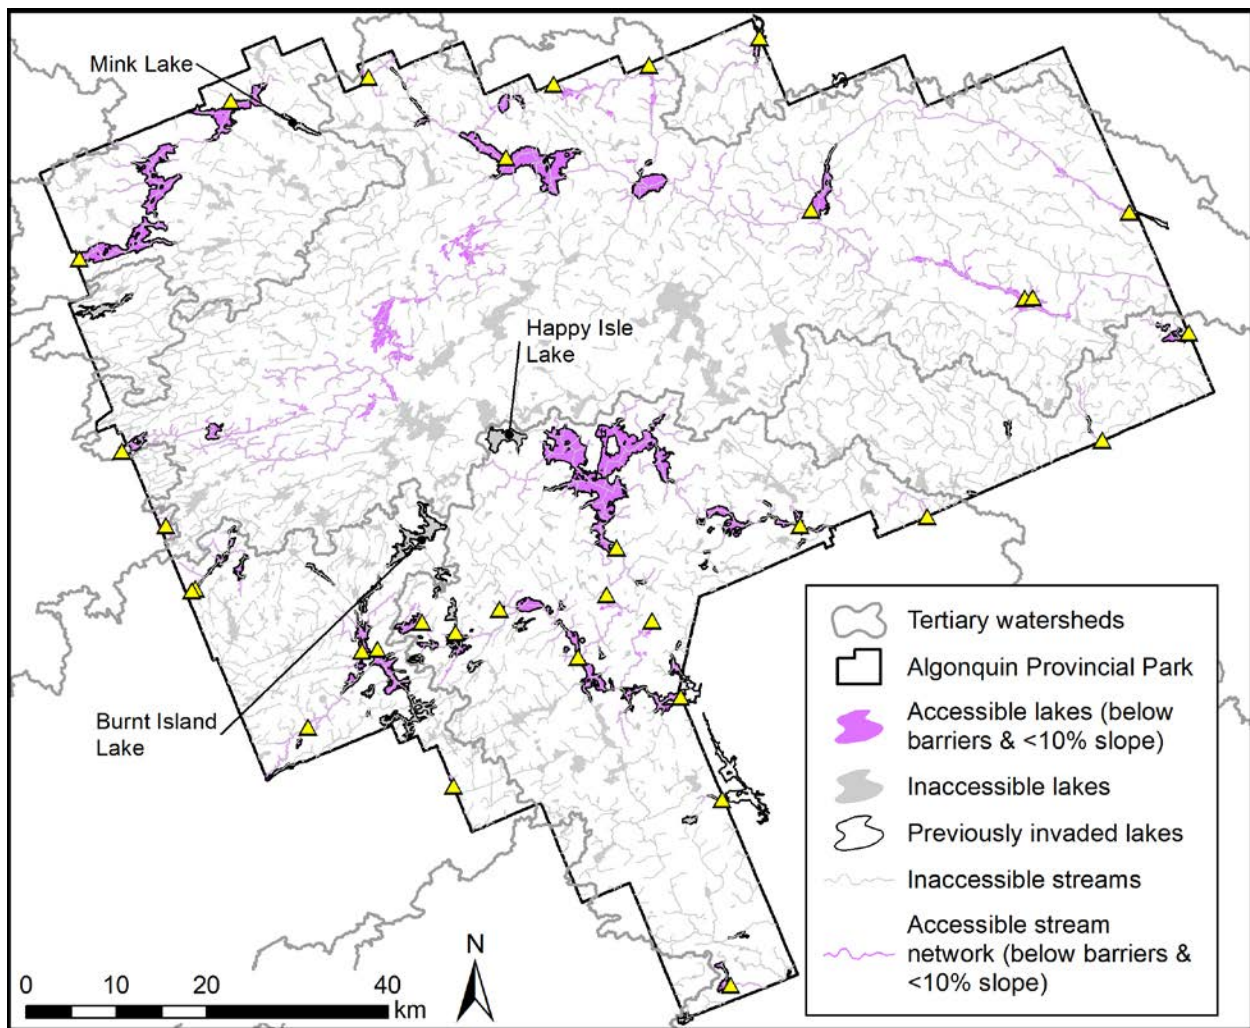 Mink Lake
Happy Isle
Lake
Burnt Island
Lake
Tertiary watersheds
Algonquin Provincial Park
Accessible lakes (below
barriers & <10% slope)
Inaccessible lakes
Previously invaded lakes
Inaccessible streams
Accessible stream
network (below barriers &
<10% slope)
N
0 10 20 40
km